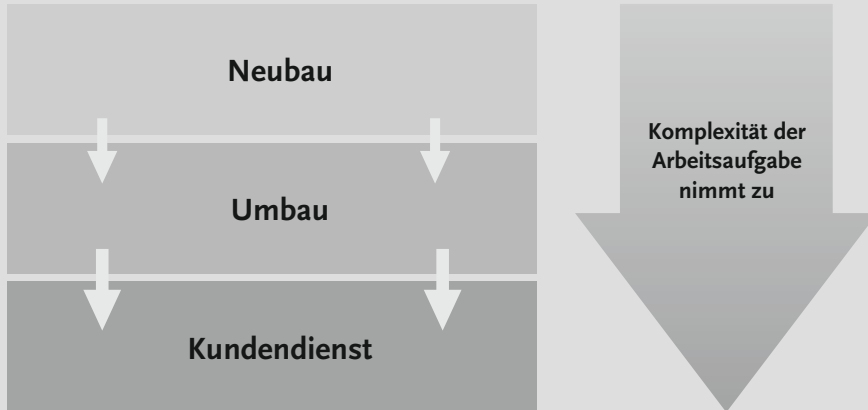 Neubau
Umbau
Kundendienst
Komplexität der
Arbeitsaufgabe
nimmt zu